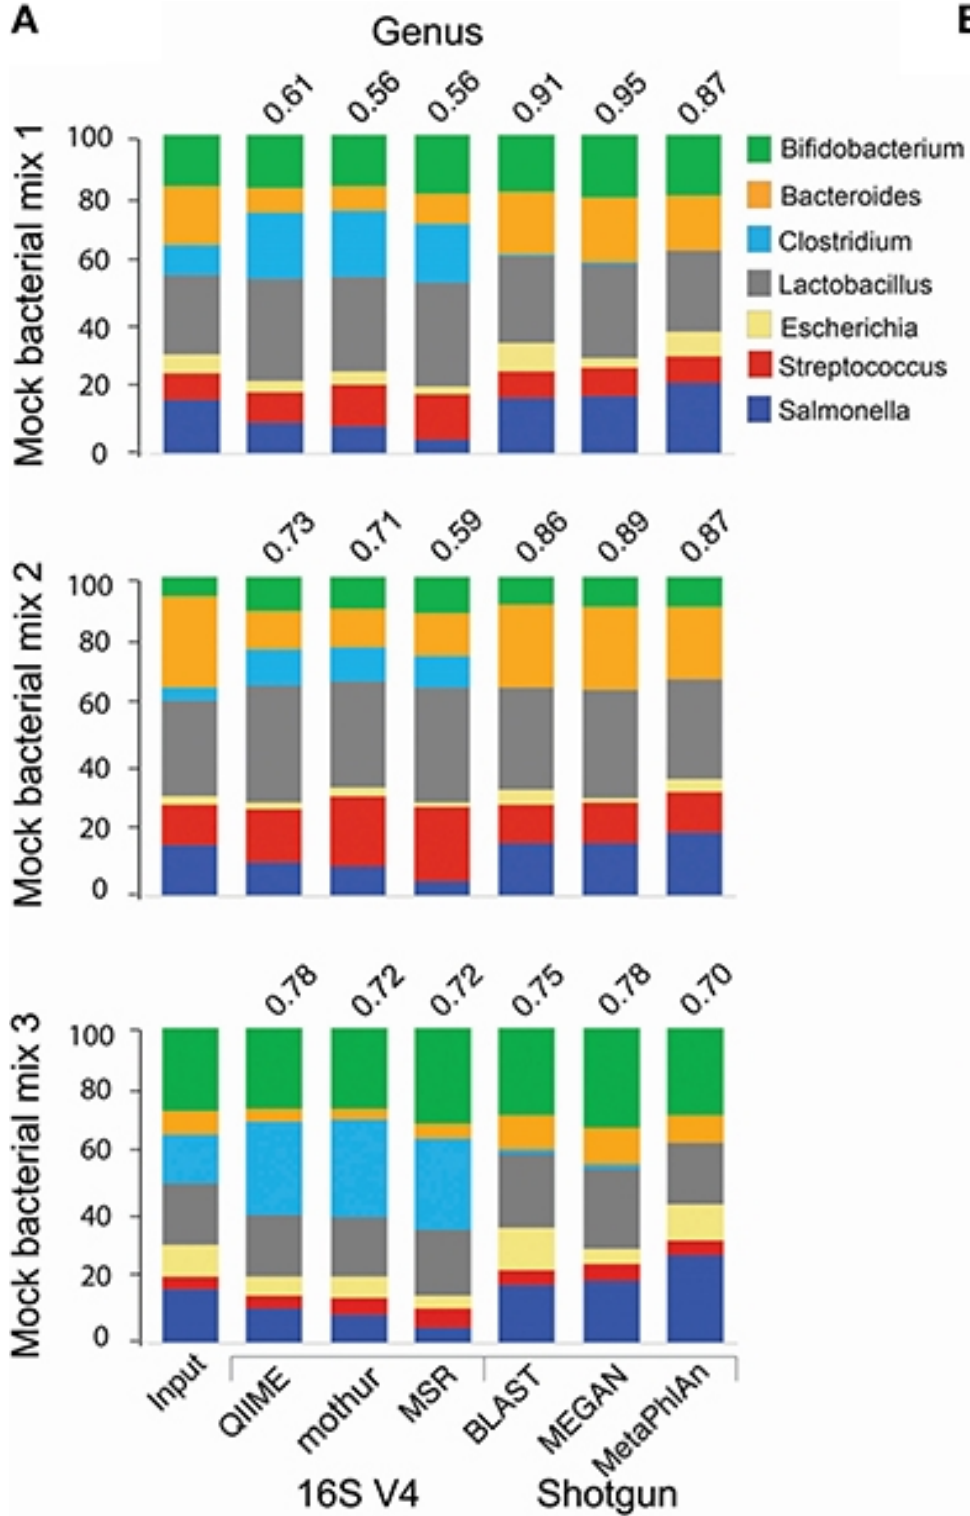 A
Genus
Mock bacterial mix 1
0.61 0.56 0.56 0.91 0.95 0.87
100
80
60
40
20
0
Bifidobacterium
Bacteroides
Clostridium
Lactobacillus
Escherichia
Streptococcus
Salmonella
Mock bacterial mix 2
0.73 0.71 0.59 0.86 0.89 0.87
100
80
60
40
20
0
Mock bacterial mix 3
0.78 0.72 0.72 0.75 0.78 0.70
100
80
60
40
20
0
Input QIIME mothur MSR BLAST MEGAN MetaPhlAn
16S V4 Shotgun